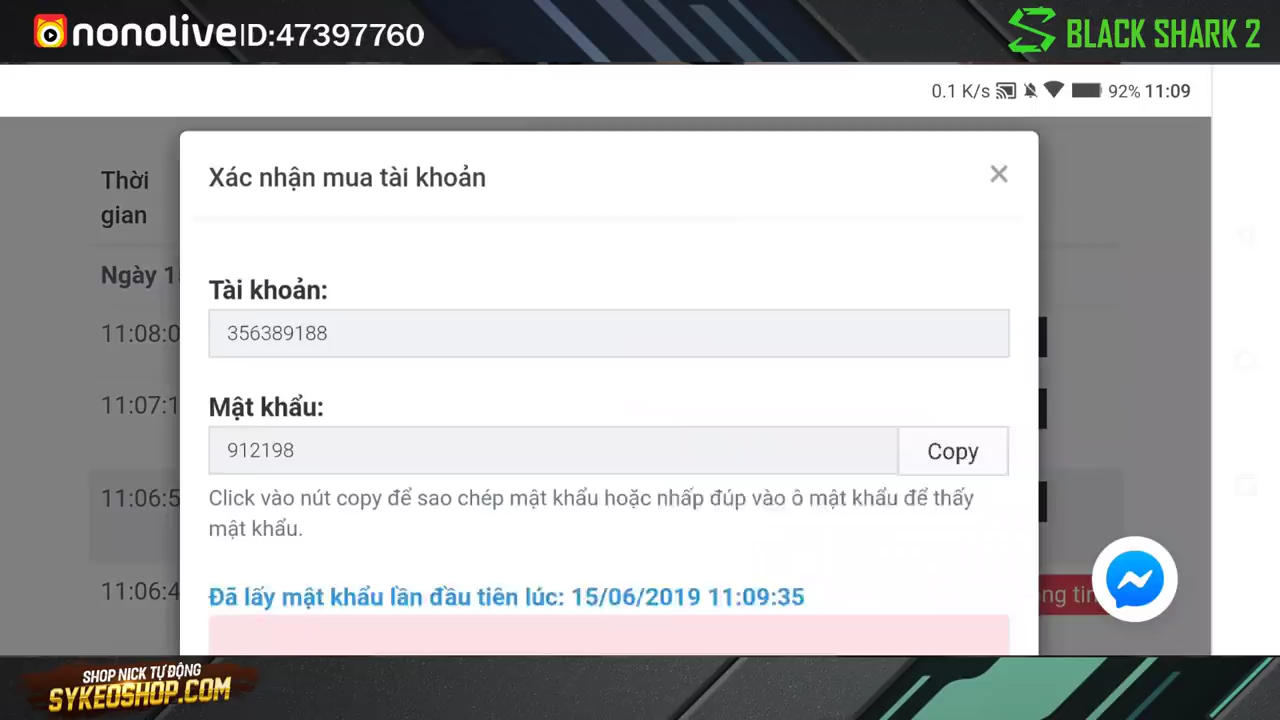 nonolive ID:47397760
BLACK SHARK 2
0.1 K/s 92% 11:09
Thời
gian
Xác nhận mua tài khoản
×
Ngày
Tài khoản:
356389188
11:08:0
11:07:1
Mật khẩu:
912198
Copy
11:06:5
Click vào nút copy để sao chép mật khẩu hoặc nhấp đúp vào ô mật khẩu để thấy
mật khẩu.
11:06:4
Đã lấy mật khẩu lần đầu tiên lúc: 15/06/2019 11:09:35
SHOP NICK TỰ ĐỘNG
SYKEOSHOP.COM